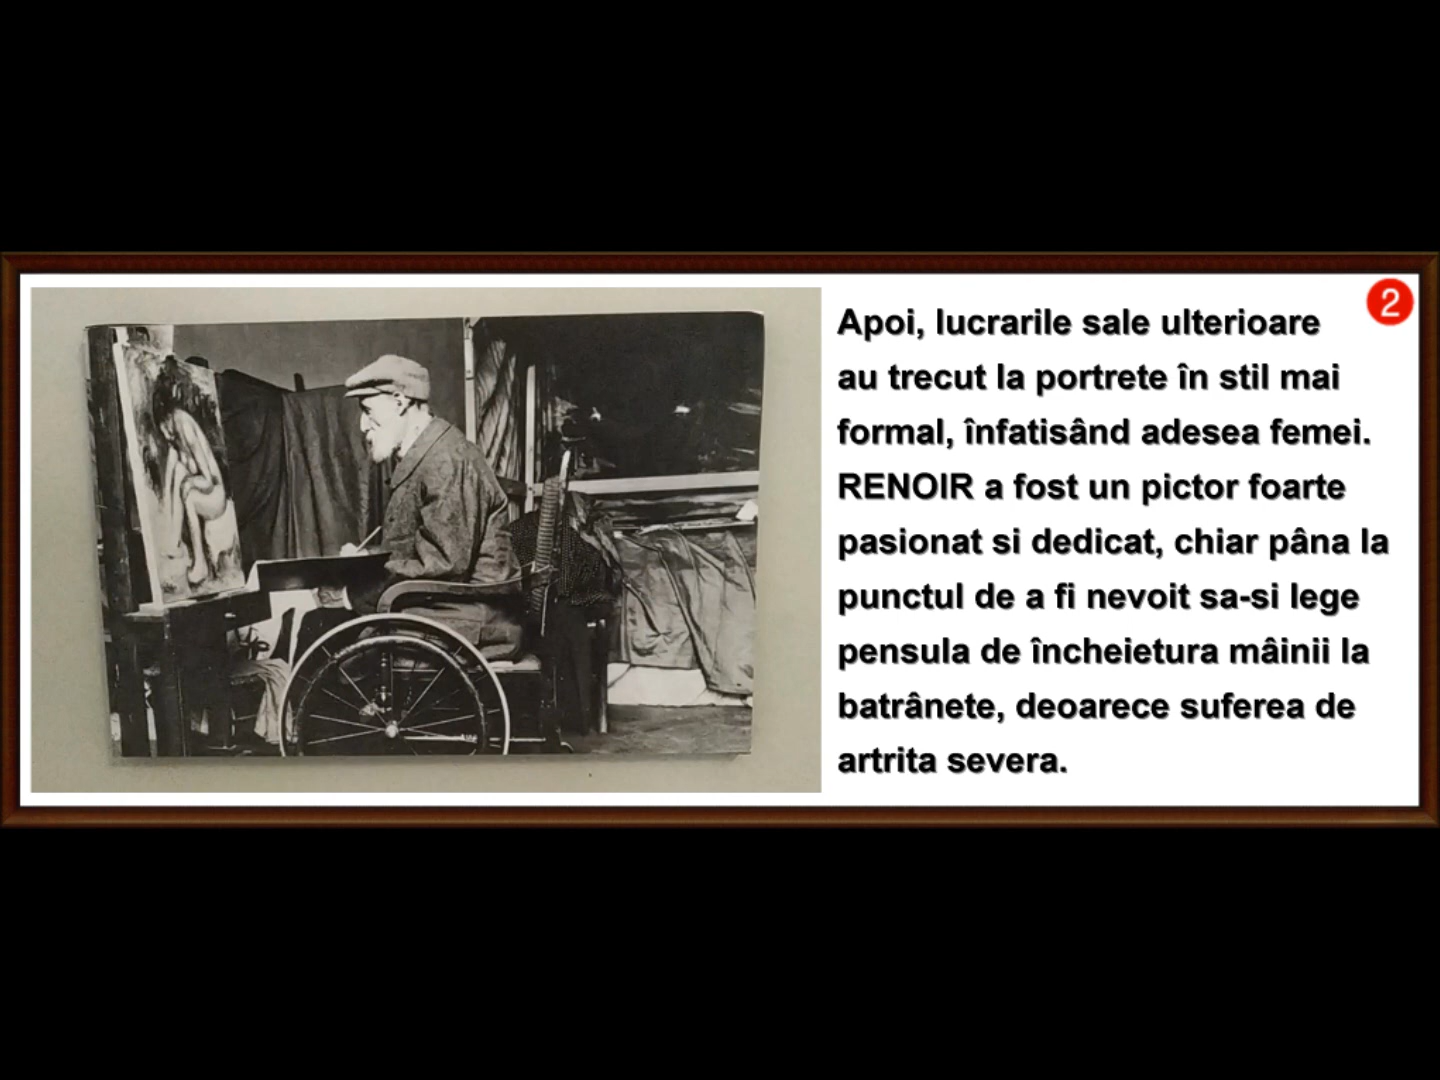 2
Apoi, lucrarile sale ulterioare
au trecut la portrete în stil mai
formal, înfatisând adesea femei.
RENOIR a fost un pictor foarte
pasionat si dedicat, chiar pâna la
punctul de a fi nevoit sa-si lege
pensula de încheietura mâinii la
batrânete, deoarece suferea de
artrita severa.